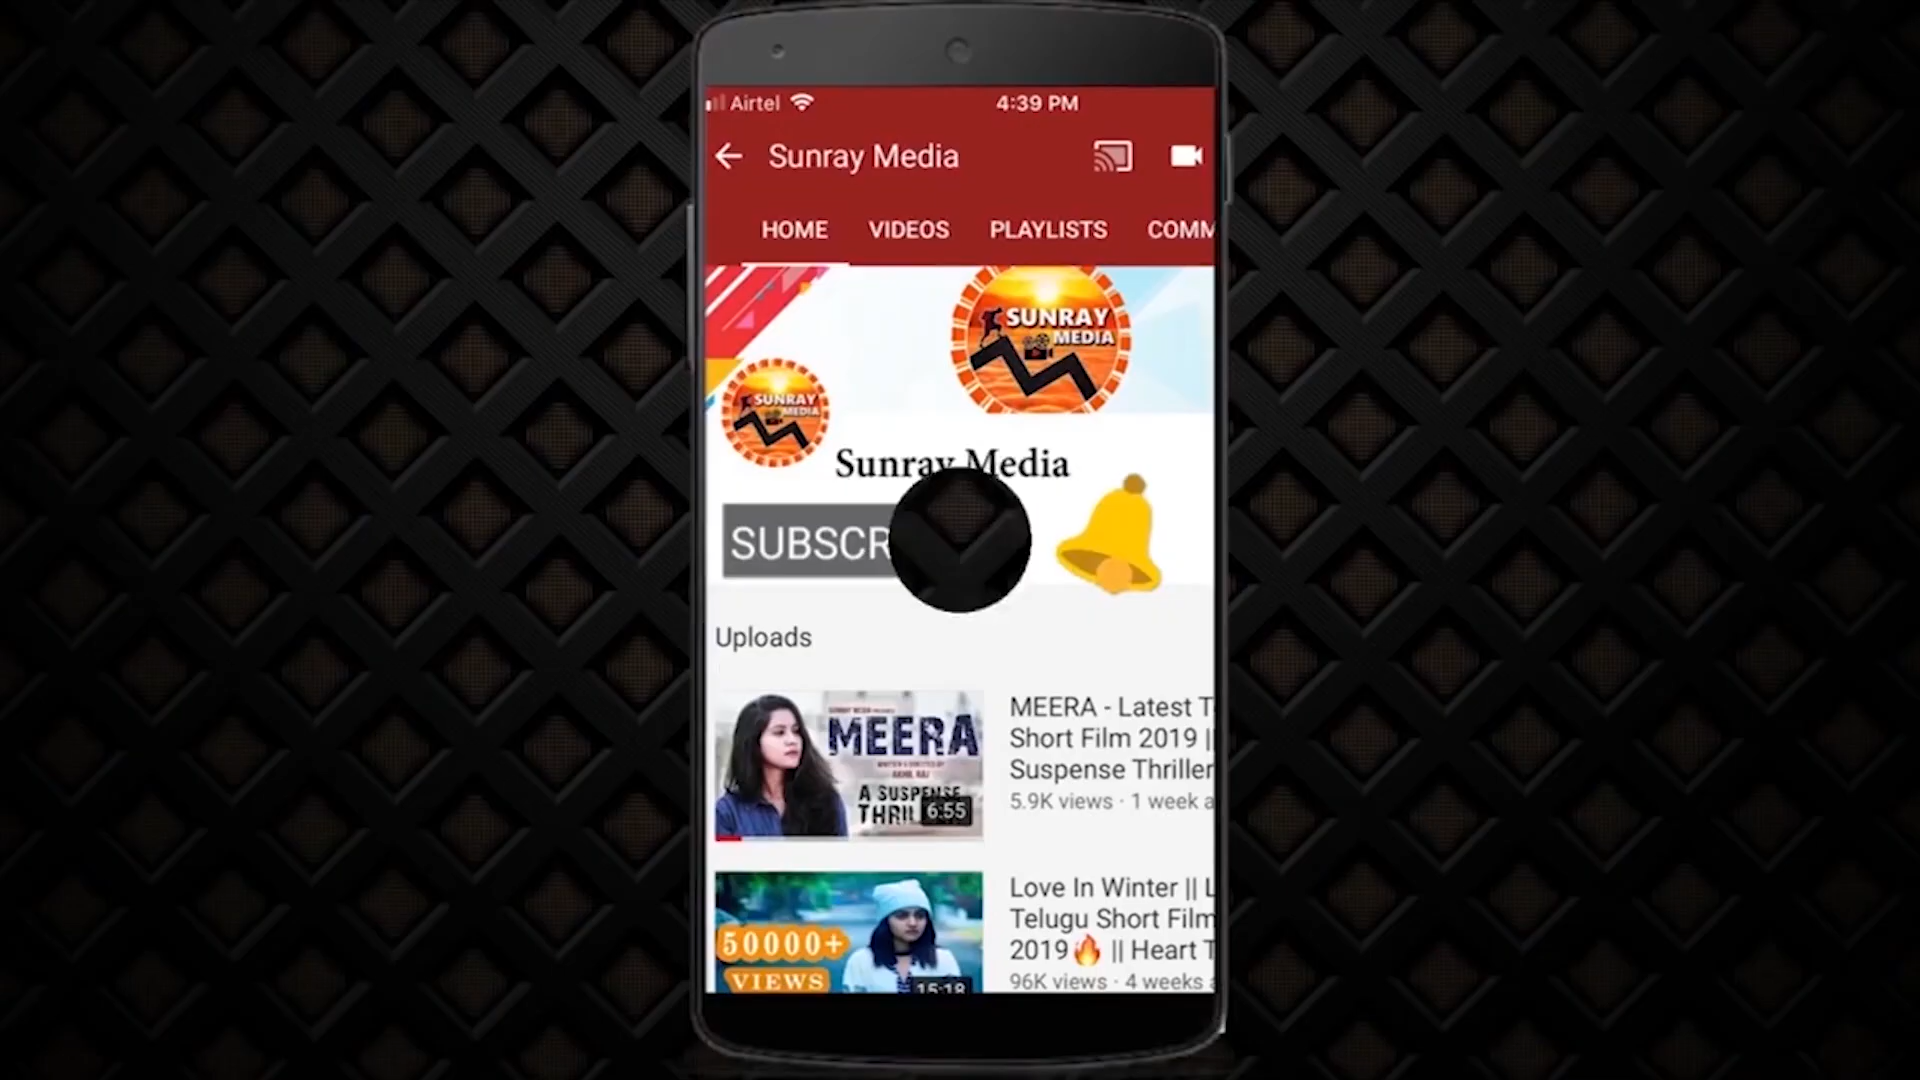 Airtel 4:39 PM
Sunray Media
HOME VIDEOS PLAYLISTS COMM
SUNRAY
MEDIA
SUNRAY
MEDIA
Sunray Media
SUBSCR
Uploads
MEERA
A SUSPENSE
THRIL
6:55
MEERA - Latest T
Short Film 2019 ||
Suspense Thriller
5.9K views · 1 week a
50000+
VIEWS
15:18
Love In Winter || L
Telugu Short Film
2019🔥 || Heart T
96K views · 4 weeks a